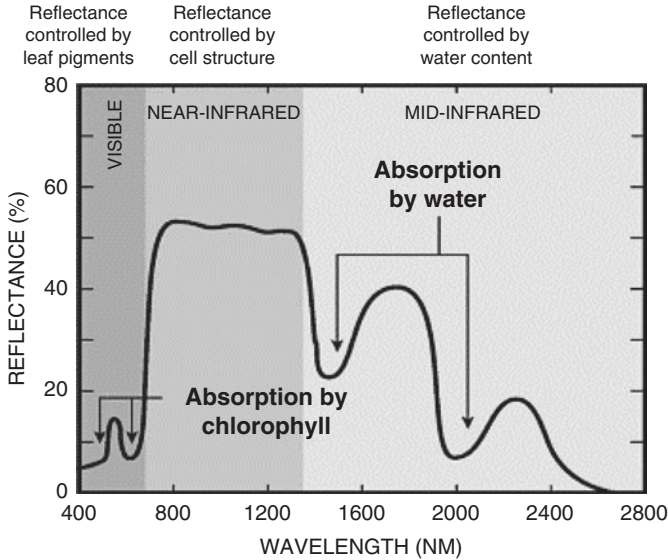 Reflectance
controlled by
leaf pigments
Reflectance
controlled by
cell structure
Reflectance
controlled by
water content
80
60
40
20
0
REFLECTANCE (%)
VISIBLE
NEAR-INFRARED
MID-INFRARED
Absorption
by water
Absorption by
chlorophyll
400 800 1200 1600 2000 2400 2800
WAVELENGTH (NM)